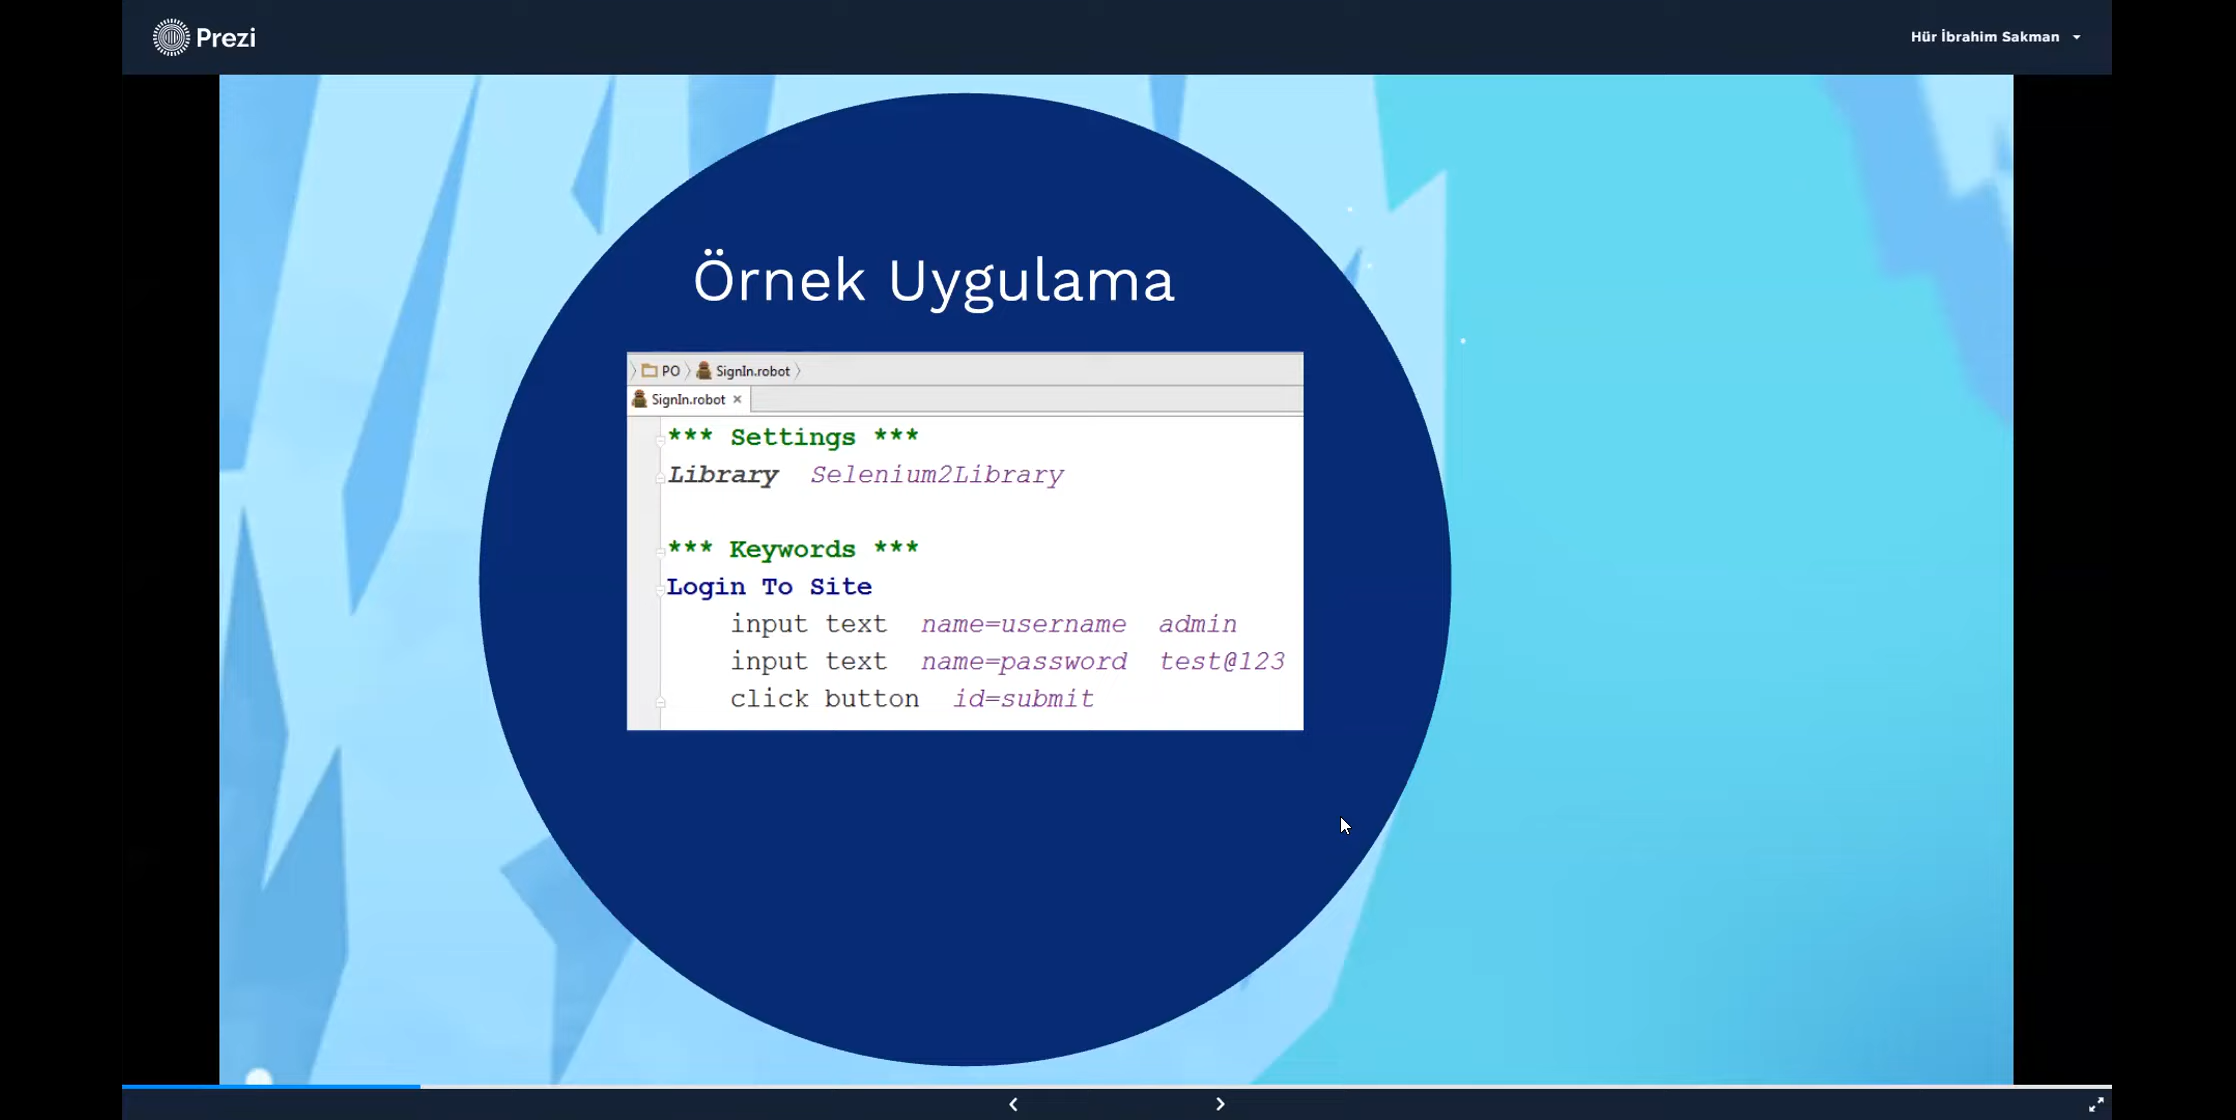 Prezi
Hür İbrahim Sakman
Örnek Uygulama
PO SignIn.robot
SignIn.robot
*** Settings ***
Library Selenium2Library
*** Keywords ***
Login To Site
input text name=username admin
input text name=password test@123
click button id=submit